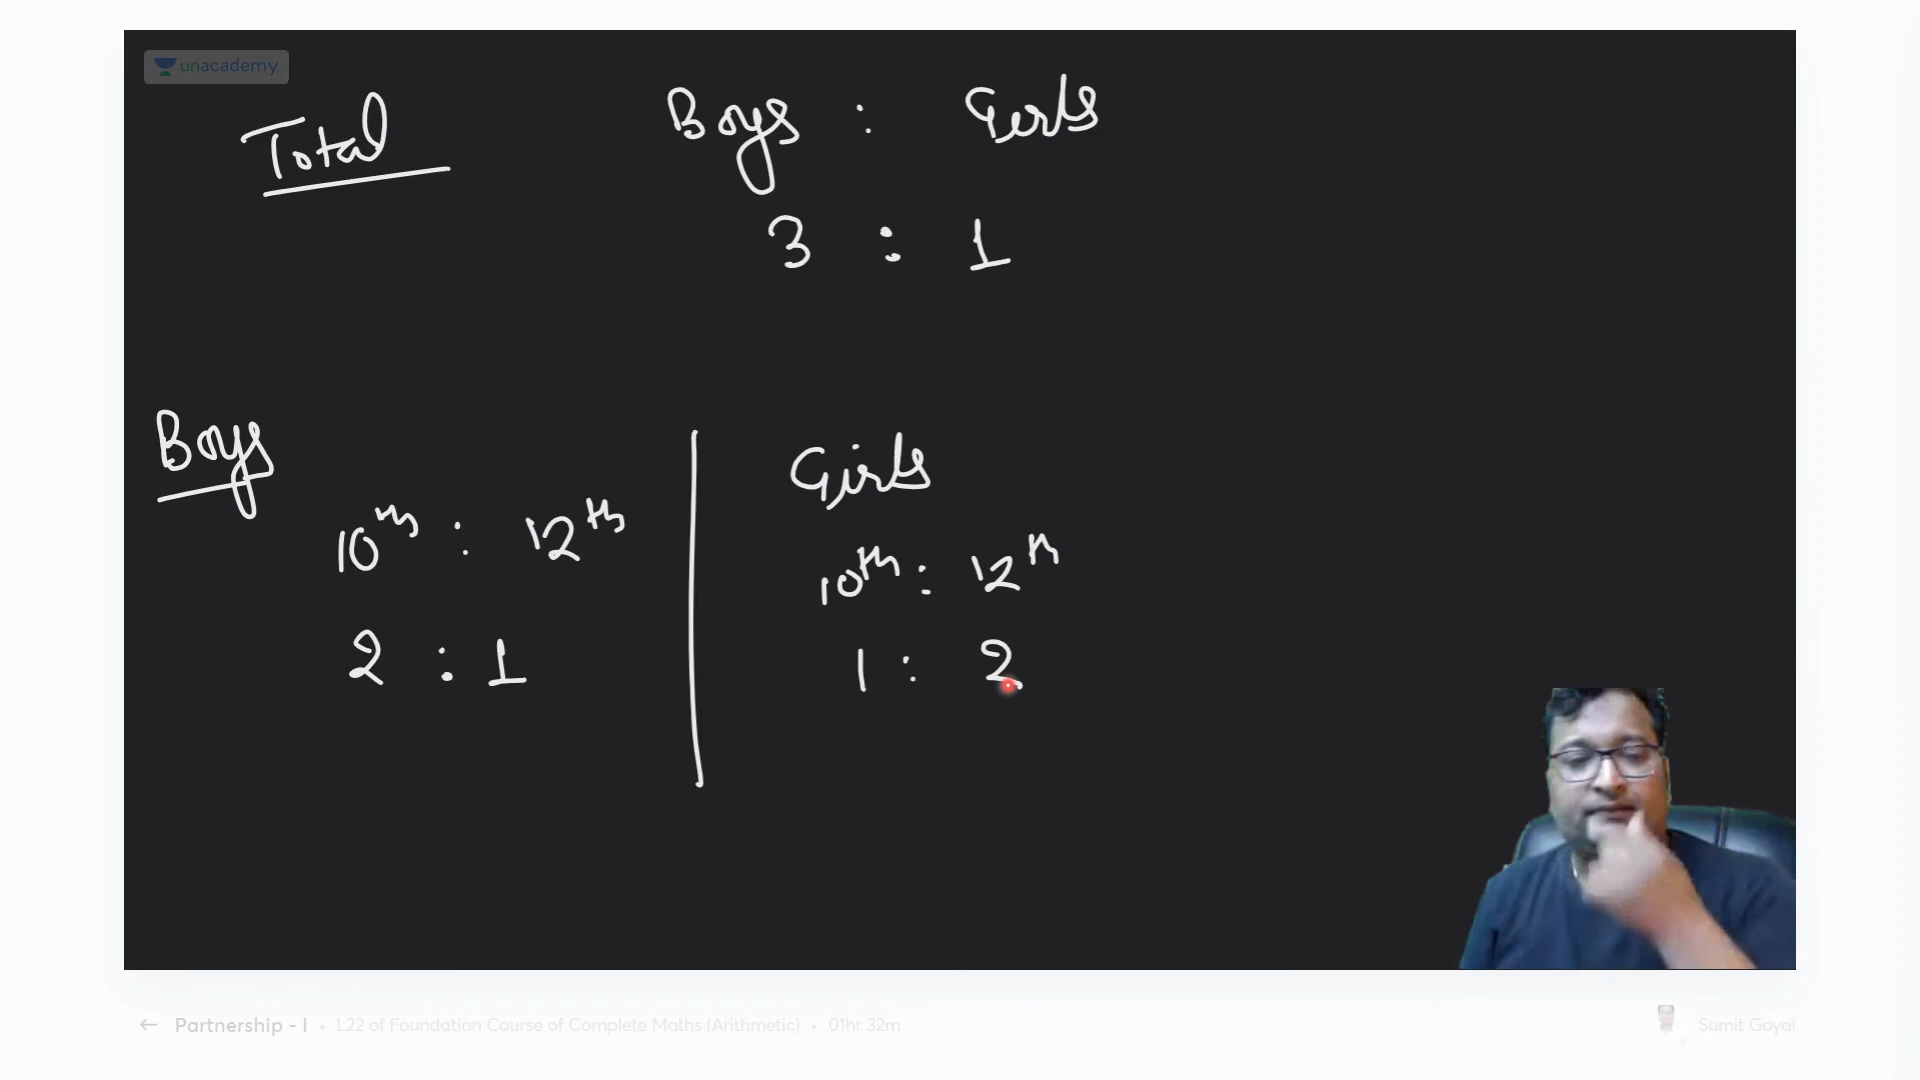 unacademy
Total
Boys : Girls
3 : 1
Boys
10th : 12th
2 : 1
Girls
10th : 12th
1 : 2
Partnership - I • L22 of Foundation Course of Complete Maths (Arithmetic) • 01hr 32m
Sumit Goyal